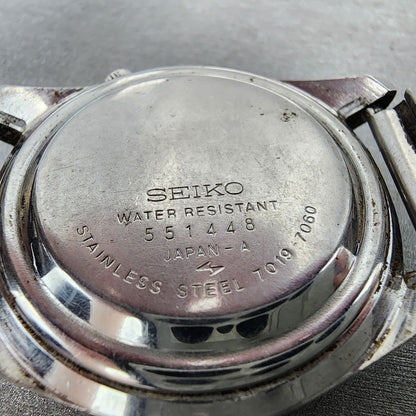 SEIKO
WATER RESISTANT
551448
JAPAN-A
STAINLESS STEEL 7019 7060